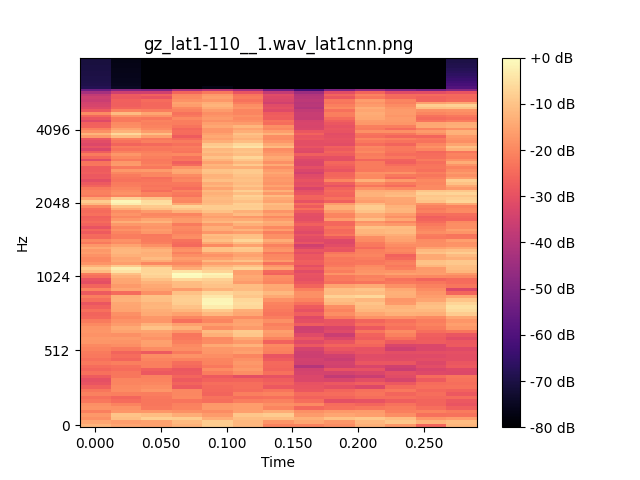 gz_lat1-110__1.wav_lat1cnn.png
Hz
4096
2048
1024
512
0
0.000 0.050 0.100 0.150 0.200 0.250
Time
+0 dB
-10 dB
-20 dB
-30 dB
-40 dB
-50 dB
-60 dB
-70 dB
-80 dB